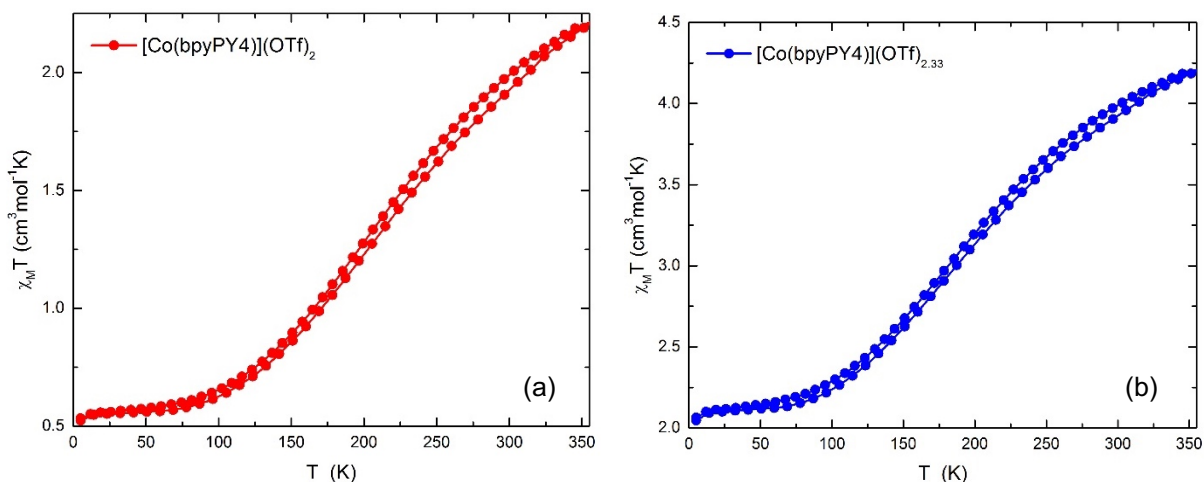 [Co(bpyPY4)](OTf)₂
2.0
1.5
1.0
0.5
χ_M T (cm³mol⁻¹K)
0 50 100 150 200 250 300 350
T (K)
(a)
[Co(bpyPY4)](OTf)₂.₃₃
4.5
4.0
3.5
3.0
2.5
2.0
χ_M T (cm³mol⁻¹K)
0 50 100 150 200 250 300 350
T (K)
(b)